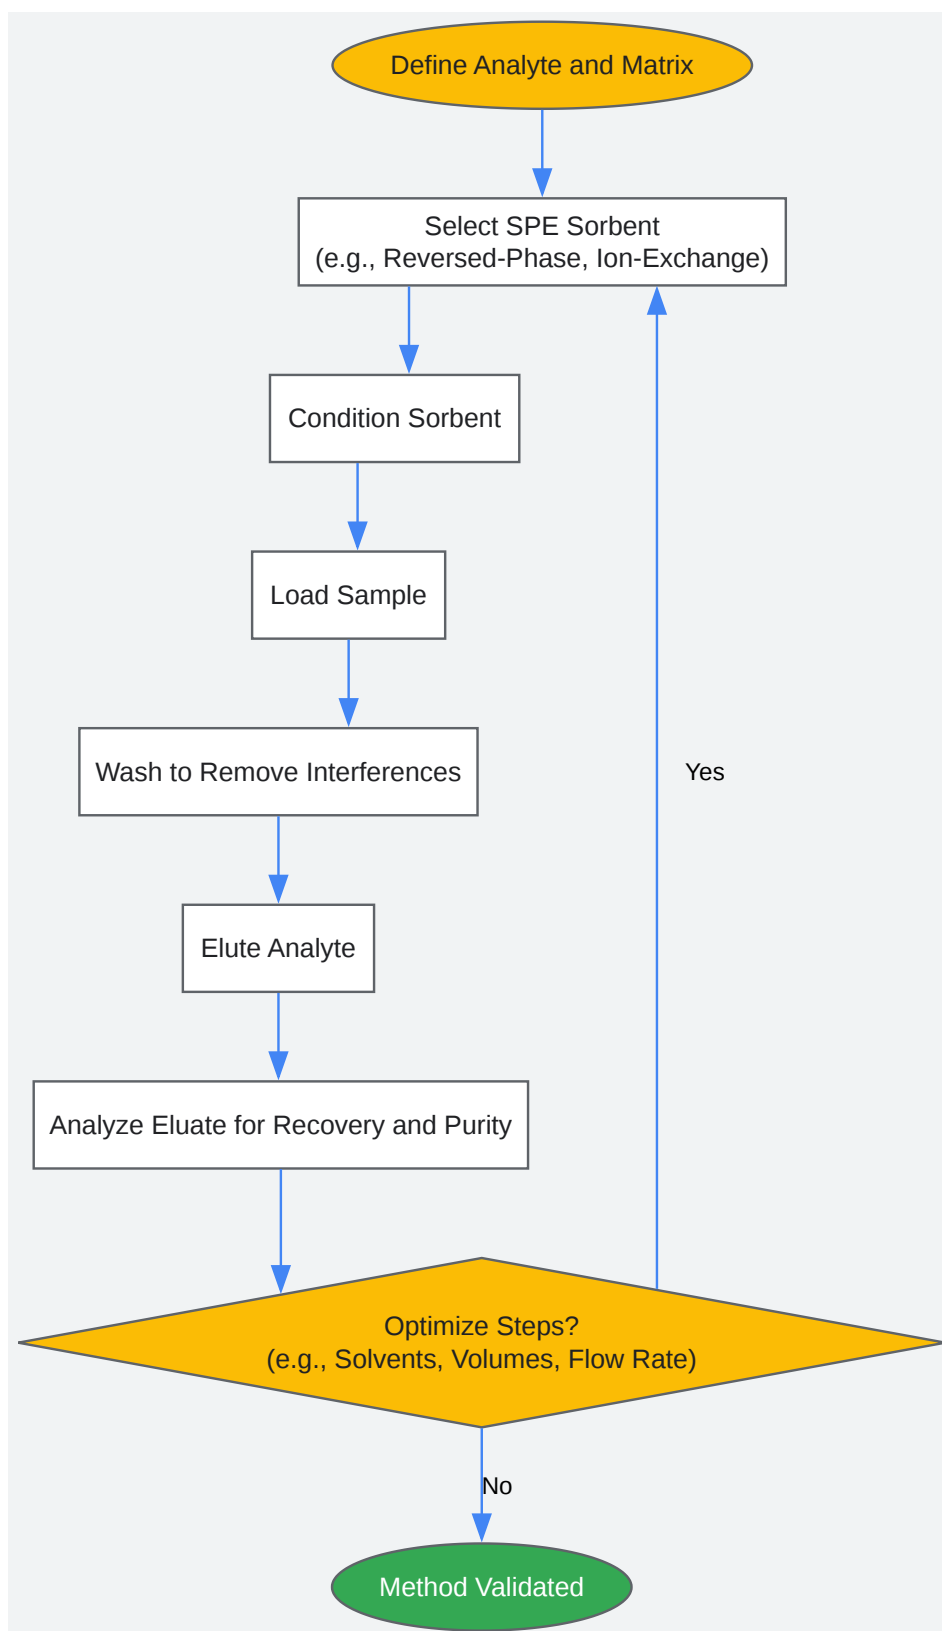 Define Analyte and Matrix
Select SPE Sorbent
(e.g., Reversed-Phase, Ion-Exchange)
Condition Sorbent
Load Sample
Wash to Remove Interferences
Yes
Elute Analyte
Analyze Eluate for Recovery and Purity
Optimize Steps?
(e.g., Solvents, Volumes, Flow Rate)
No
Method Validated